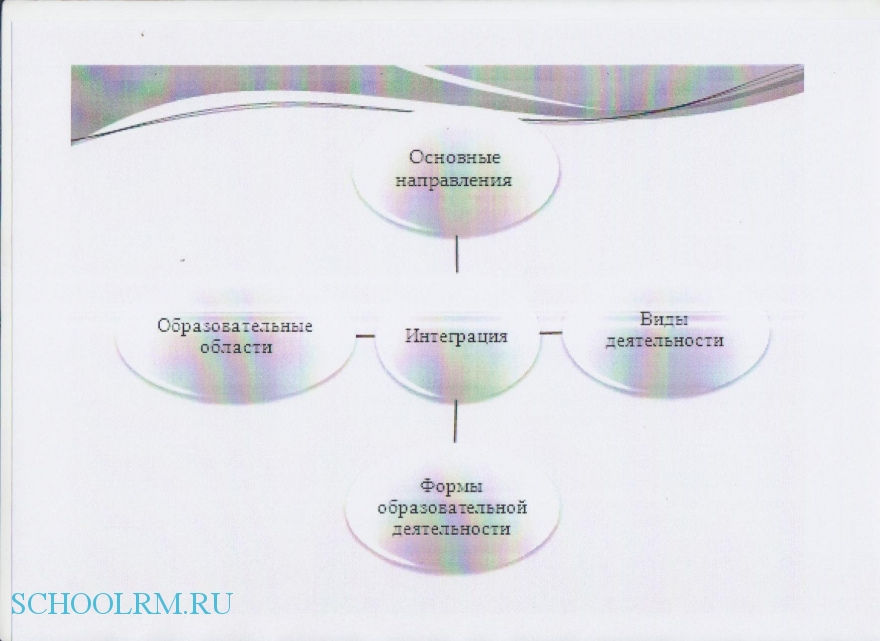 Основные
направления
Образовательные
области
Интеграция
Виды
деятельности
Формы
образовательной
деятельности
SCHOOLRM.RU